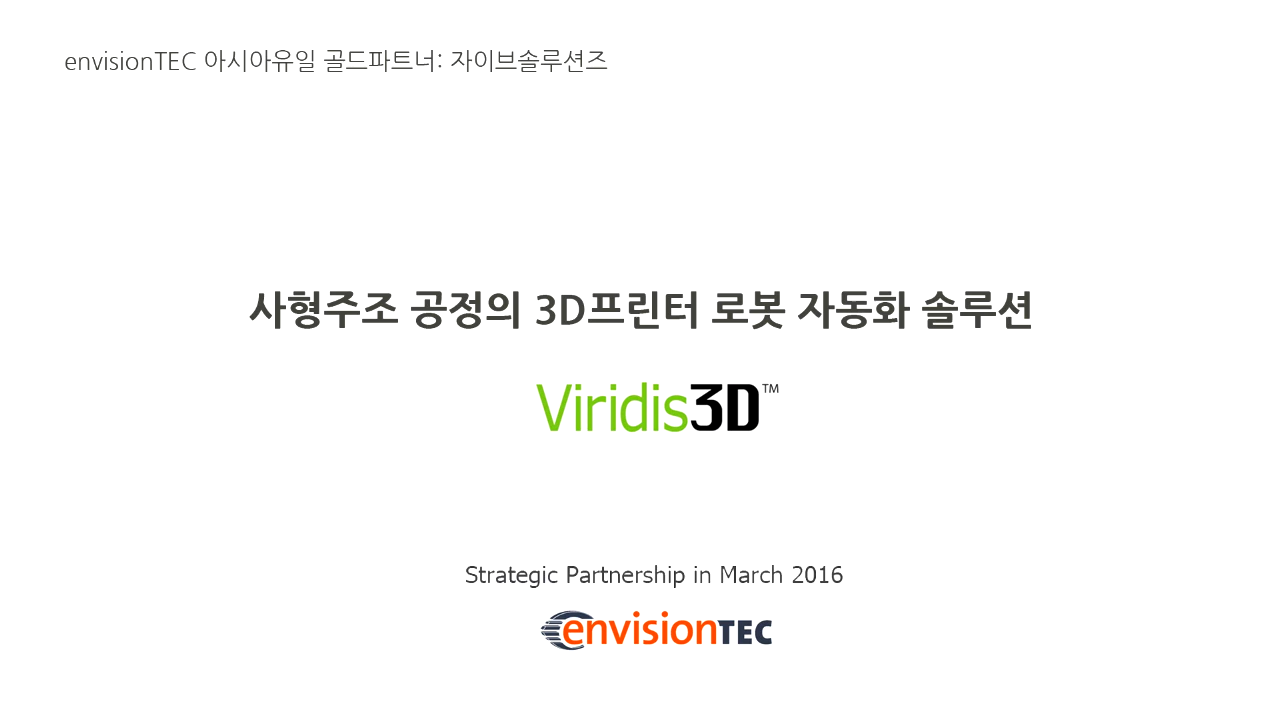 envisionTEC 아시아유일 골드파트너: 자이브솔루션즈
사형주조 공정의 3D프린터 로봇 자동화 솔루션
Viridis3D™
Strategic Partnership in March 2016
envisionTEC